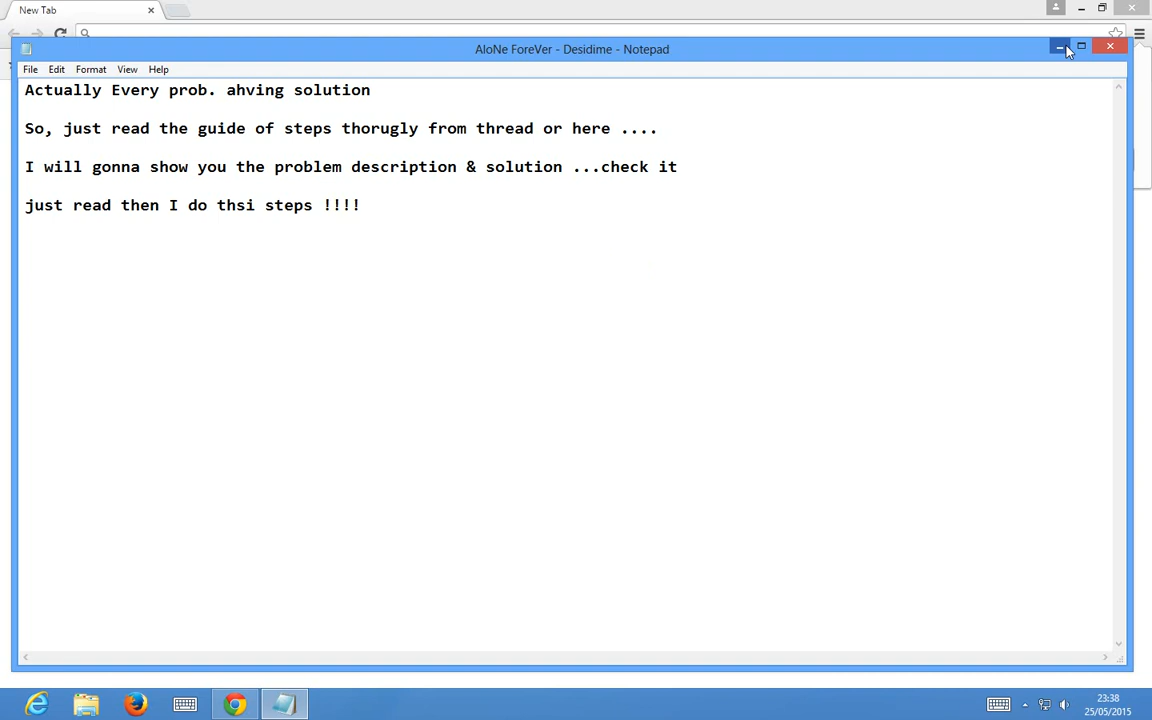 New Tab
AloNe ForeVer - Desidime - Notepad
File Edit Format View Help
Actually Every prob. ahving solution
So, just read the guide of steps thorugly from thread or here ....
I will gonna show you the problem description & solution ...check it
just read then I do thsi steps !!!!
23:38
25/05/2015